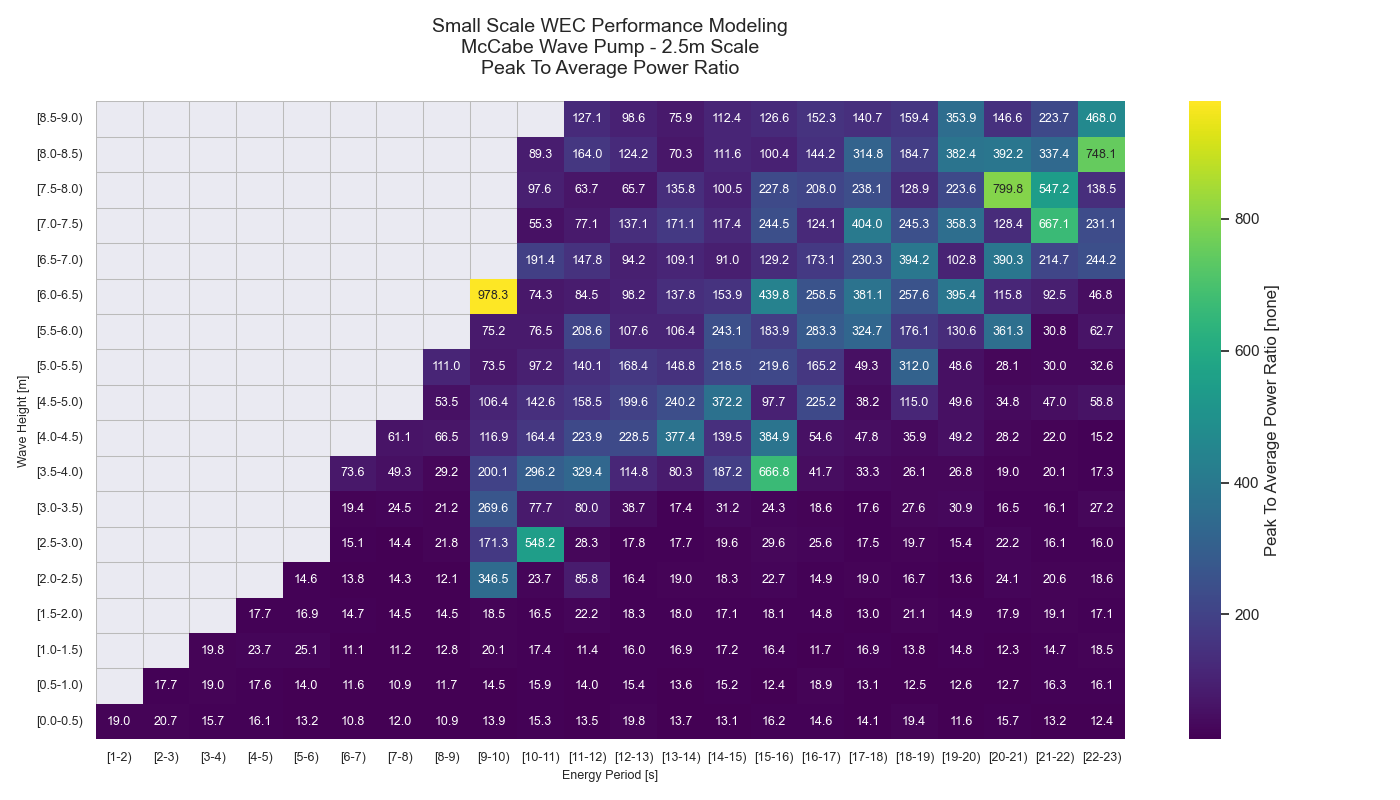 Small Scale WEC Performance Modeling
McCabe Wave Pump - 2.5m Scale
Peak To Average Power Ratio
Wave Height [m]
[8.5-9.0) 127.1 98.6 75.9 112.4 126.6 152.3 140.7 159.4 353.9 146.6 223.7 468.0
[8.0-8.5) 89.3 164.0 124.2 70.3 111.6 100.4 144.2 314.8 184.7 382.4 392.2 337.4 748.1
[7.5-8.0) 97.6 63.7 65.7 135.8 100.5 227.8 208.0 238.1 128.9 223.6 799.8 547.2 138.5
[7.0-7.5) 55.3 77.1 137.1 171.1 117.4 244.5 124.1 404.0 245.3 358.3 128.4 667.1 231.1
[6.5-7.0) 191.4 147.8 94.2 109.1 91.0 129.2 173.1 230.3 394.2 102.8 390.3 214.7 244.2
[6.0-6.5) 978.3 74.3 84.5 98.2 137.8 153.9 439.8 258.5 381.1 257.6 395.4 115.8 92.5 46.8
[5.5-6.0) 75.2 76.5 208.6 107.6 106.4 243.1 183.9 283.3 324.7 176.1 130.6 361.3 30.8 62.7
[5.0-5.5) 111.0 73.5 97.2 140.1 168.4 148.8 218.5 219.6 165.2 49.3 312.0 48.6 28.1 30.0 32.6
[4.5-5.0) 53.5 106.4 142.6 158.5 199.6 240.2 372.2 97.7 225.2 38.2 115.0 49.6 34.8 47.0 58.8
[4.0-4.5) 61.1 66.5 116.9 164.4 223.9 228.5 377.4 139.5 384.9 54.6 47.8 35.9 49.2 28.2 22.0 15.2
[3.5-4.0) 73.6 49.3 29.2 200.1 296.2 329.4 114.8 80.3 187.2 666.8 41.7 33.3 26.1 26.8 19.0 20.1 17.3
[3.0-3.5) 19.4 24.5 21.2 269.6 77.7 80.0 38.7 17.4 31.2 24.3 18.6 17.6 27.6 30.9 16.5 16.1 27.2
[2.5-3.0) 15.1 14.4 21.8 171.3 548.2 28.3 17.8 17.7 19.6 29.6 25.6 17.5 19.7 15.4 22.2 16.1 16.0
[2.0-2.5) 14.6 13.8 14.3 12.1 346.5 23.7 85.8 16.4 19.0 18.3 22.7 14.9 19.0 16.7 13.6 24.1 20.6 18.6
[1.5-2.0) 17.7 16.9 14.7 14.5 14.5 18.5 16.5 22.2 18.3 18.0 17.1 18.1 14.8 13.0 21.1 14.9 17.9 19.1 17.1
[1.0-1.5) 19.8 23.7 25.1 11.1 11.2 12.8 20.1 17.4 11.4 16.0 16.9 17.2 16.4 11.7 16.9 13.8 14.8 12.3 14.7 18.5
[0.5-1.0) 17.7 19.0 17.6 14.0 11.6 10.9 11.7 14.5 15.9 14.0 15.4 13.6 15.2 12.4 18.9 13.1 12.5 12.6 12.7 16.3 16.1
[0.0-0.5) 19.0 20.7 15.7 16.1 13.2 10.8 12.0 10.9 13.9 15.3 13.5 19.8 13.7 13.1 16.2 14.6 14.1 19.4 11.6 15.7 13.2 12.4
[1-2) [2-3) [3-4) [4-5) [5-6) [6-7) [7-8) [8-9) [9-10) [10-11) [11-12) [12-13) [13-14) [14-15) [15-16) [16-17) [17-18) [18-19) [19-20) [20-21) [21-22) [22-23)
Energy Period [s]
800
600
400
200
Peak To Average Power Ratio [none]